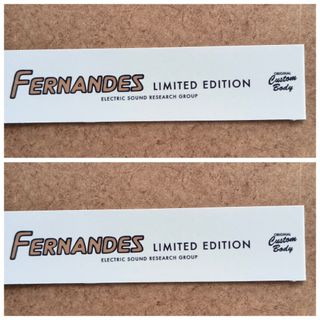 FERNANDES LIMITED EDITION
ELECTRIC SOUND RESEARCH GROUP
ORIGINAL
Custom
Body
FERNANDES LIMITED EDITION
ELECTRIC SOUND RESEARCH GROUP
ORIGINAL
Custom
Body